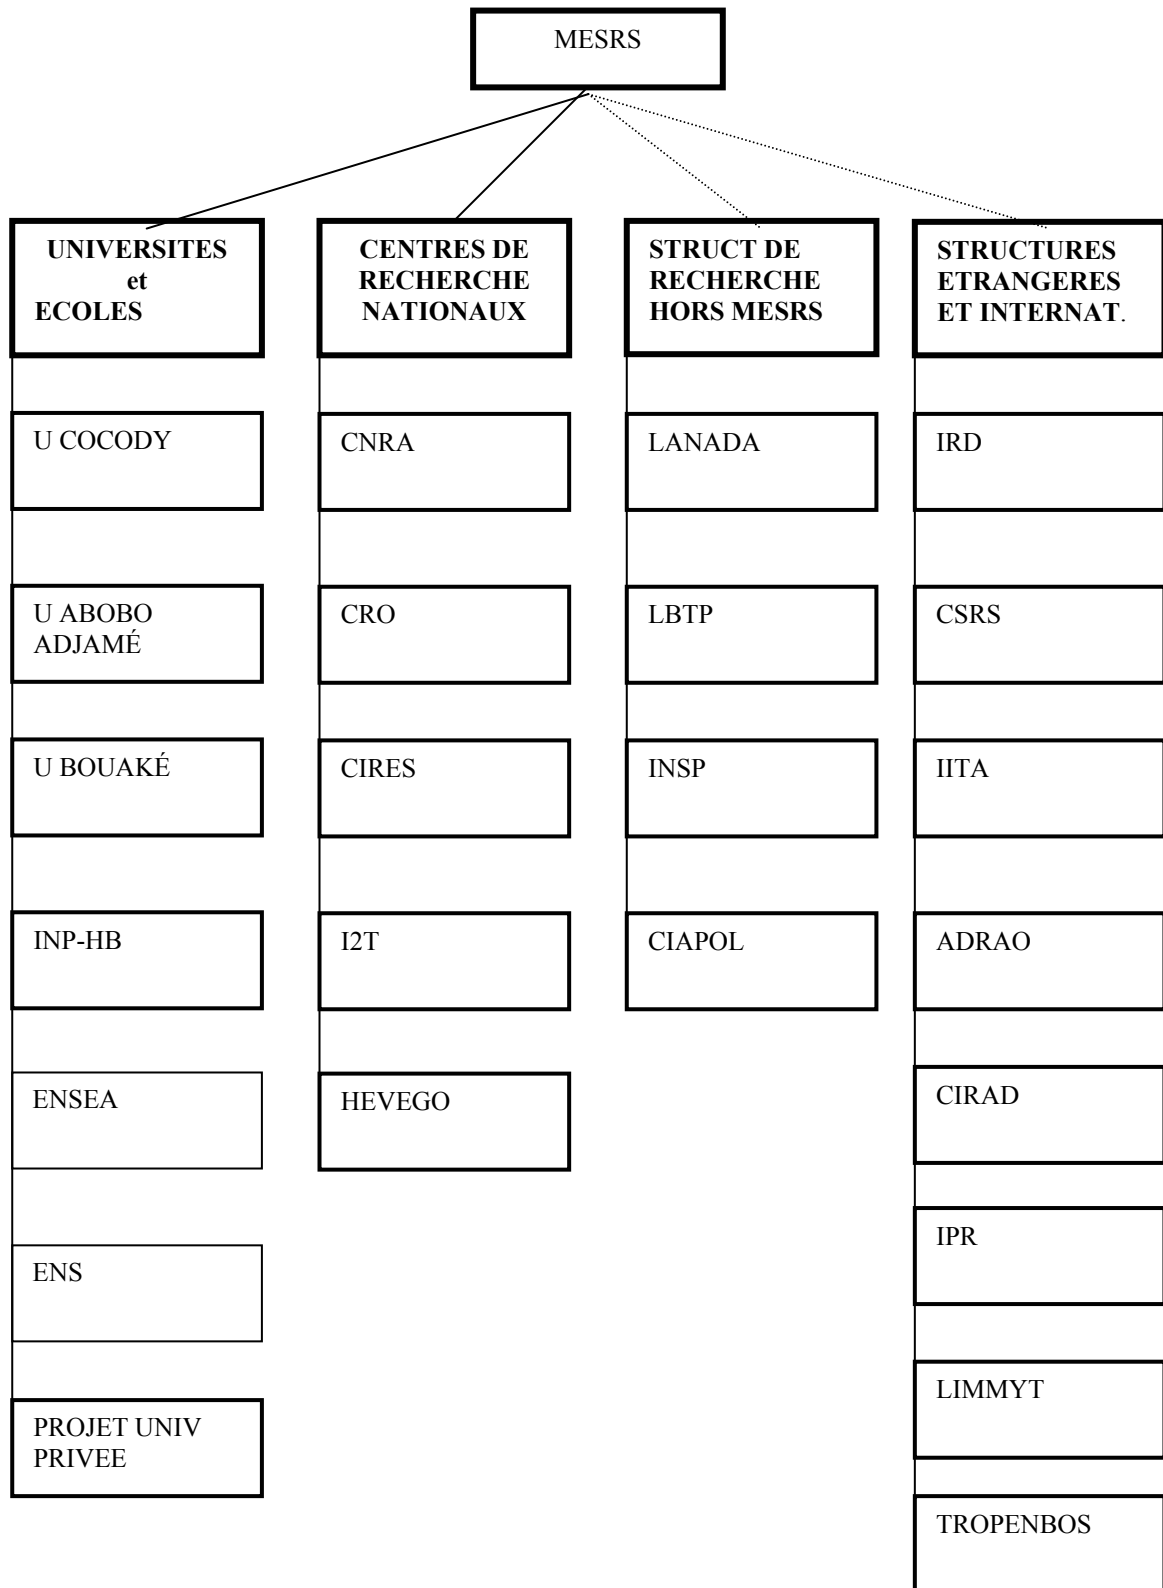 MESRS
UNIVERSITES
et
ECOLES
CENTRES DE
RECHERCHE
NATIONAUX
STRUCT DE
RECHERCHE
HORS MESRS
STRUCTURES
ETRANGERES
ET INTERNAT.
U COCODY
CNRA
LANADA
IRD
U ABOBO
ADJAMÉ
CRO
LBTP
CSRS
U BOUAKÉ
CIRES
INSP
IITA
INP-HB
I2T
CIAPOL
ADRAO
ENSEA
HEVEGO
CIRAD
ENS
IPR
PROJET UNIV
PRIVEE
LIMMYT
TROPENBOS